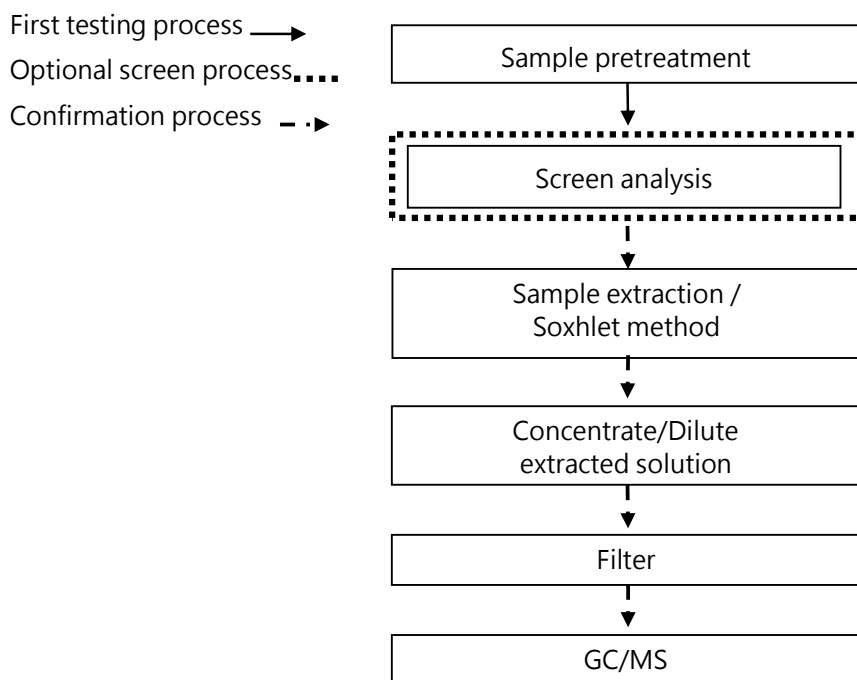 First testing process
Optional screen process
Confirmation process
Sample pretreatment
Screen analysis
Sample extraction /
Soxhlet method
Concentrate/Dilute
extracted solution
Filter
GC/MS